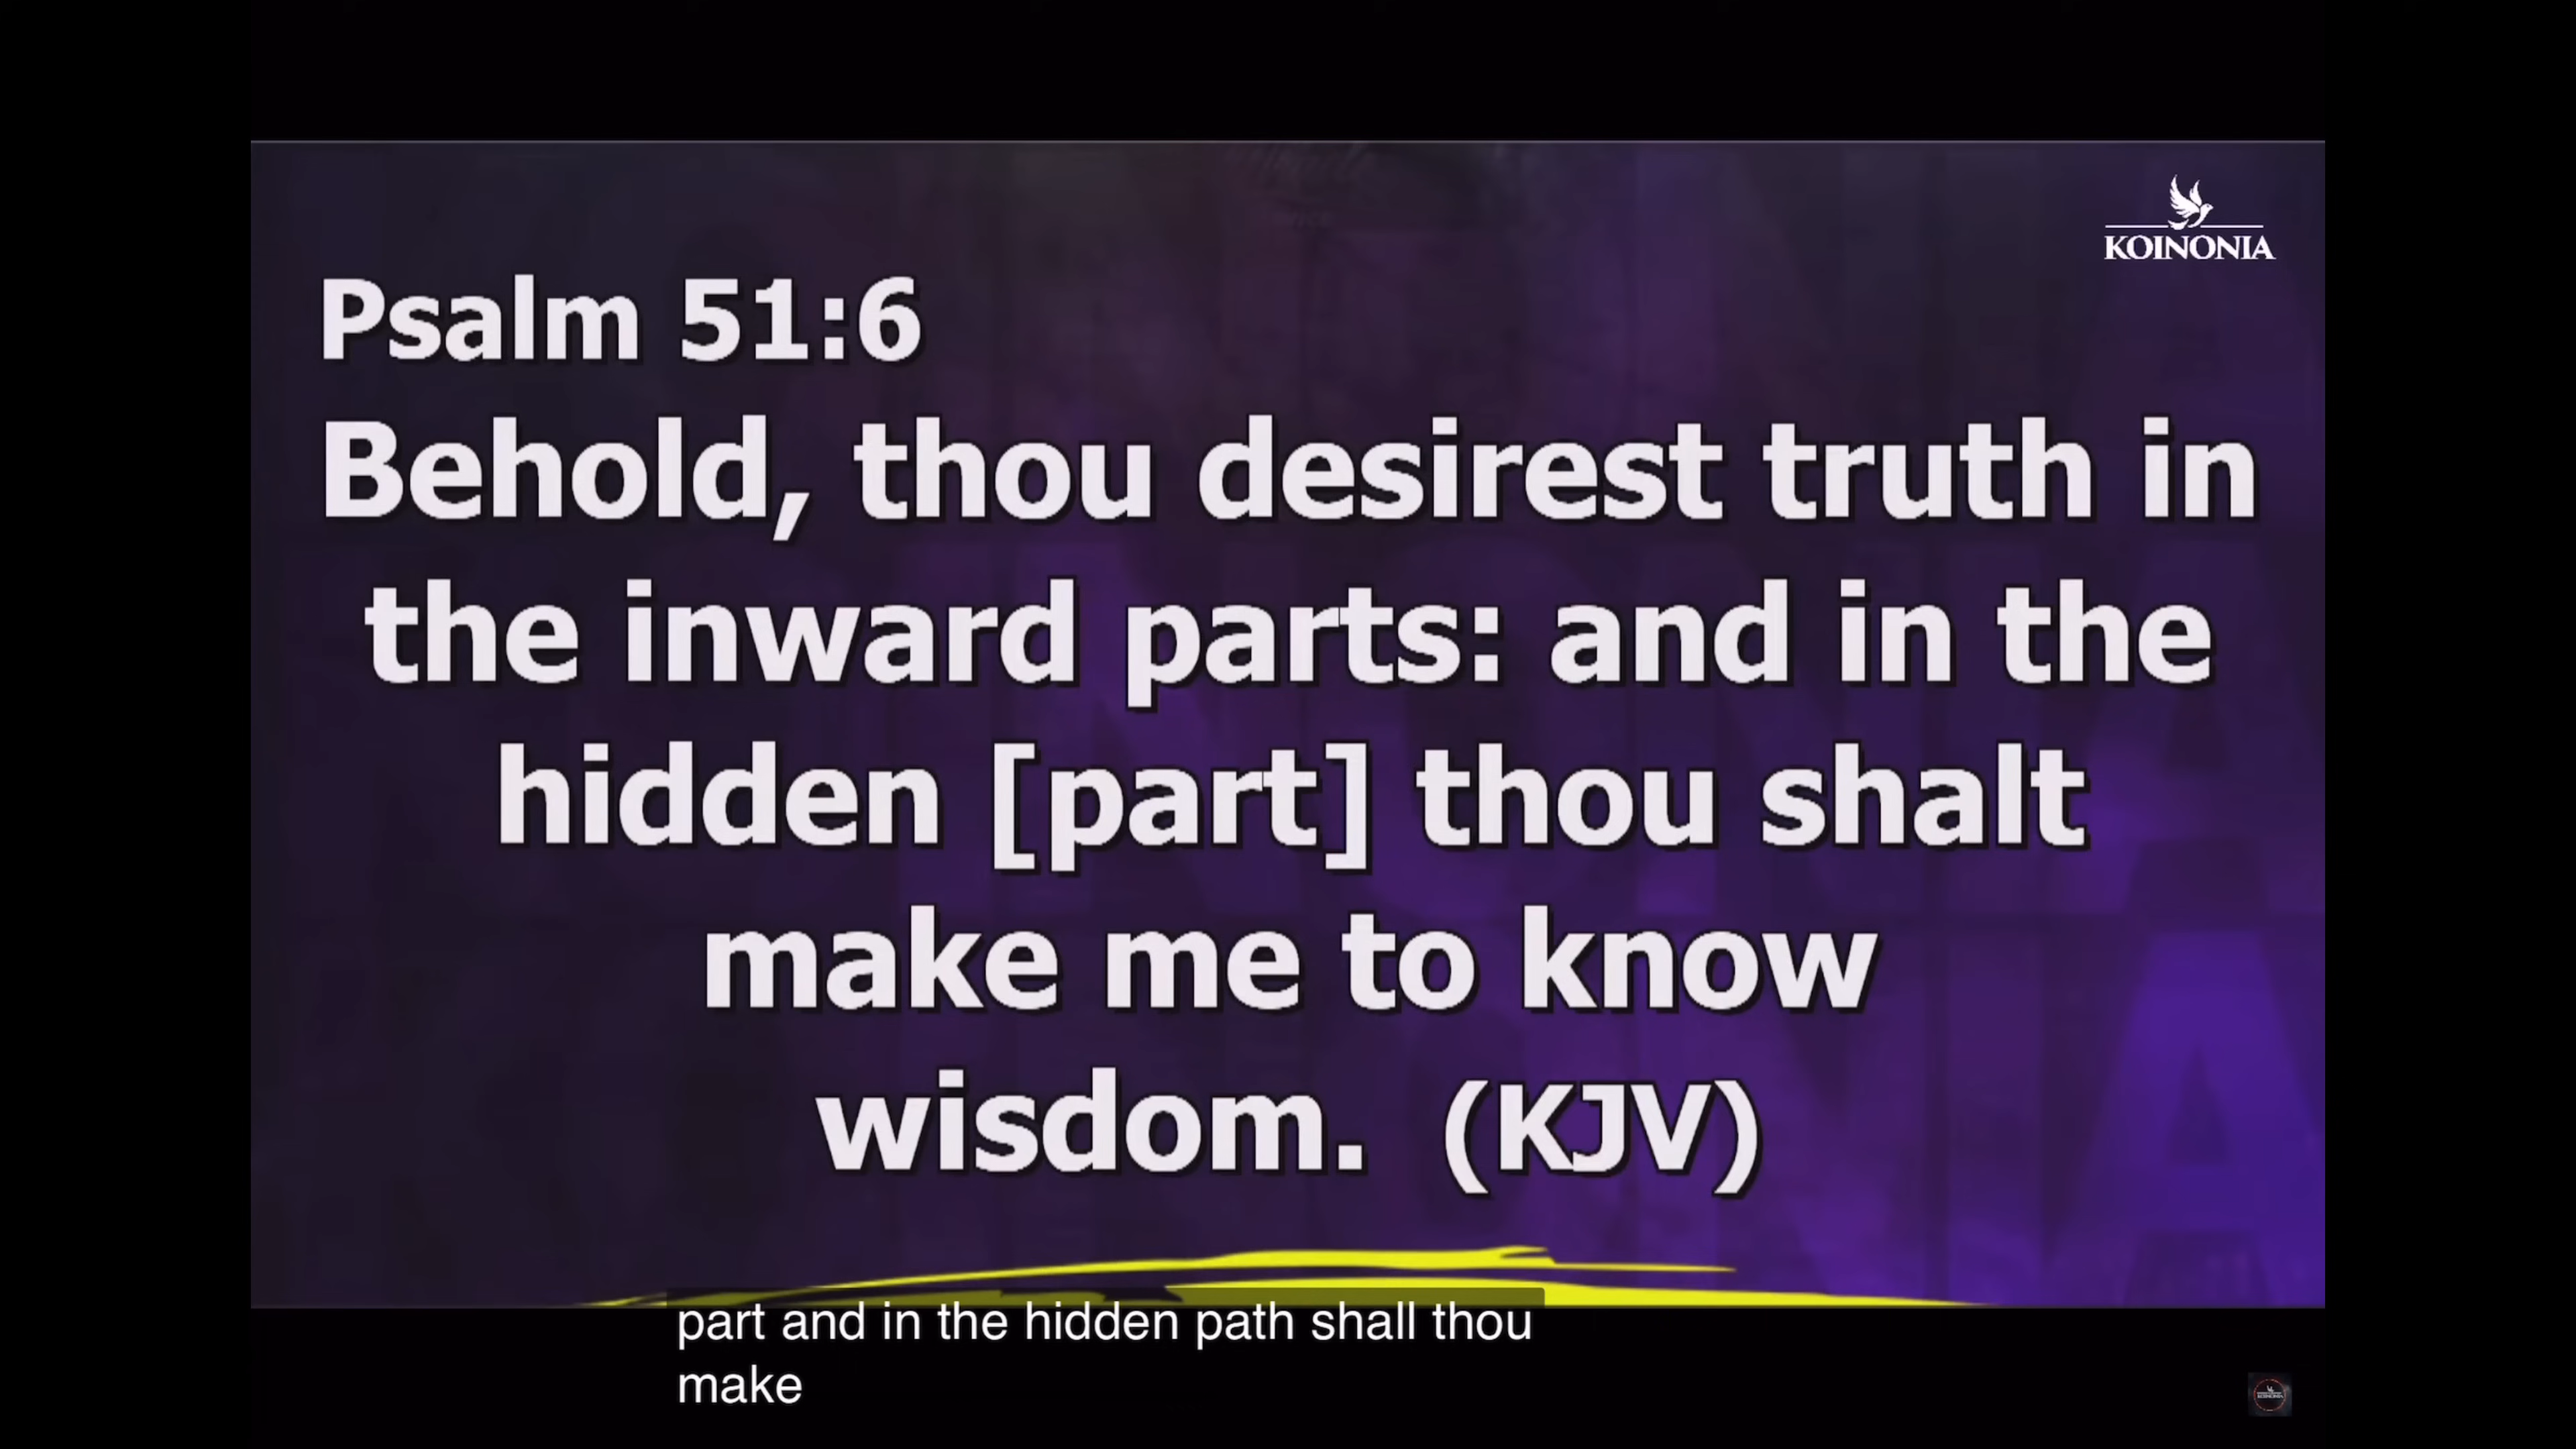 KOINONIA
Psalm 51:6
Behold, thou desirest truth in
the inward parts: and in the
hidden [part] thou shalt
make me to know
wisdom. (KJV)
part and in the hidden path shall thou
make